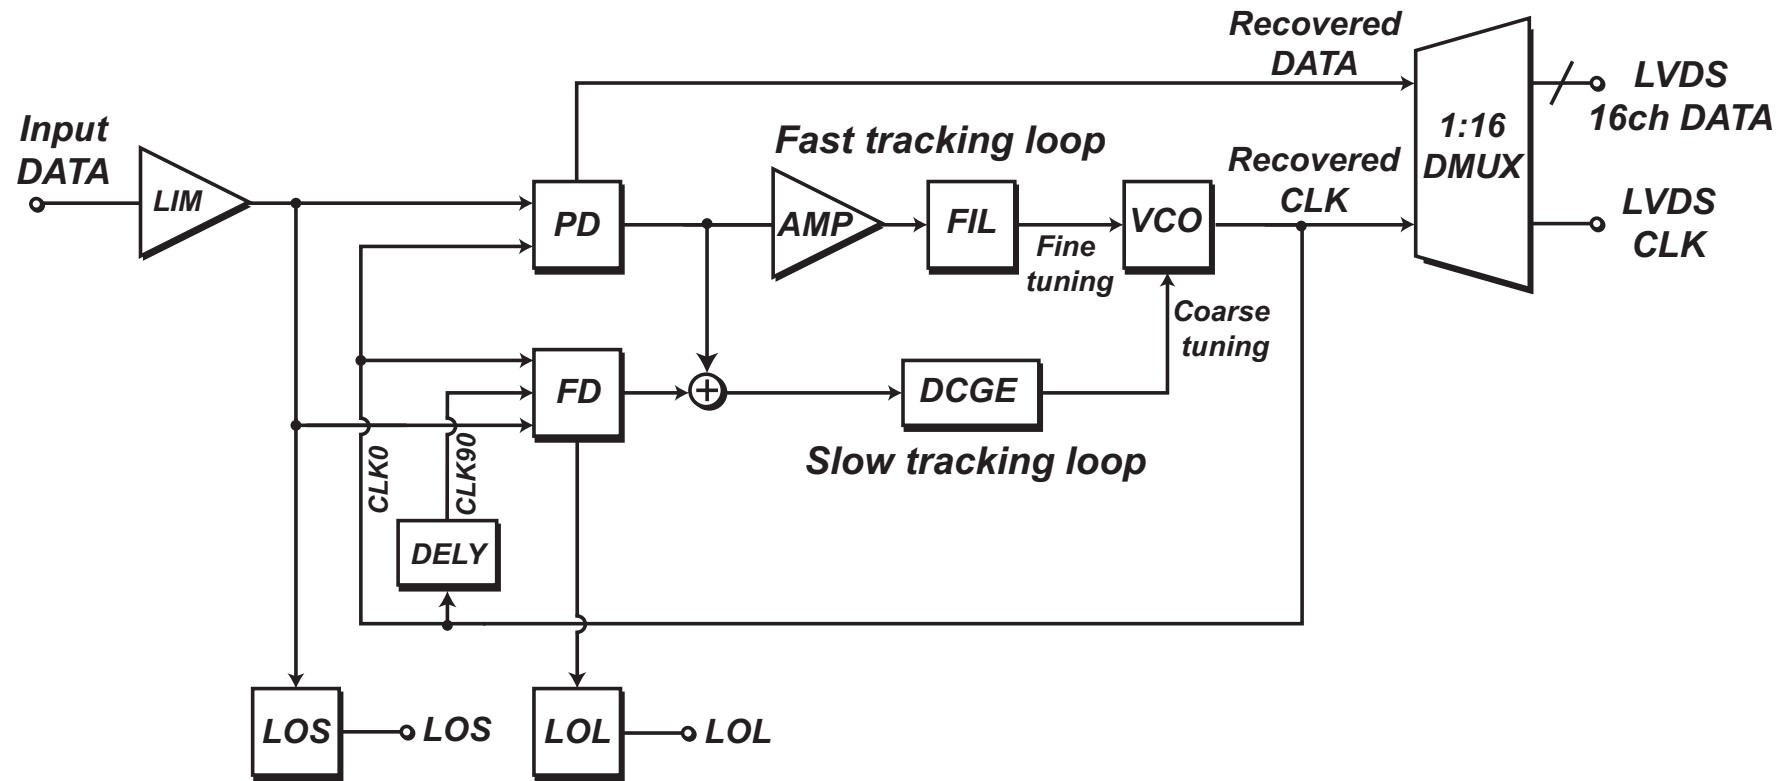 Recovered
DATA
LVDS
16ch DATA
Input
DATA
1:16
DMUX
Fast tracking loop
Recovered
CLK
LIM
PD
AMP
FIL
VCO
LVDS
CLK
Fine
tuning
Coarse
tuning
FD
DCGE
CLK0
CLK90
Slow tracking loop
DELY
LOS
LOS
LOL
LOL